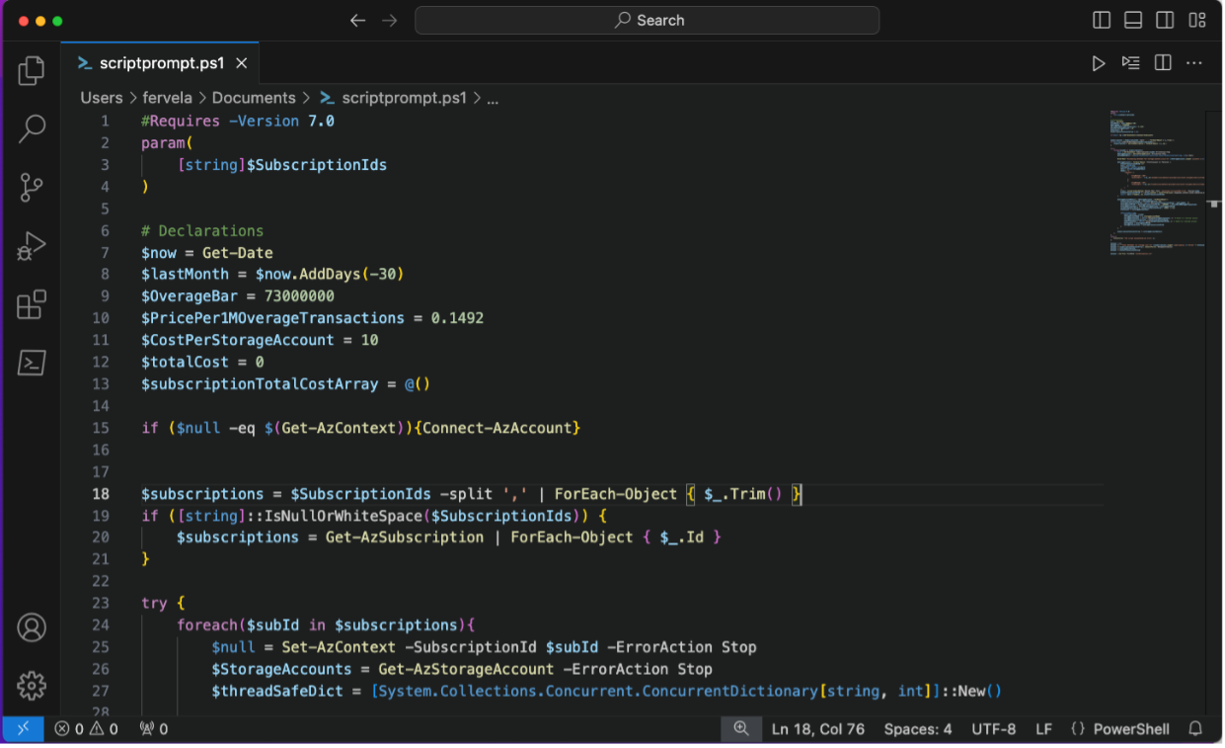 Search
scriptprompt.ps1
Users > fervela > Documents > scriptprompt.ps1 > ...
1 #Requires -Version 7.0
2 param(
3 [string]$SubscriptionIds
4 )
5
6 # Declarations
7 $now = Get-Date
8 $lastMonth = $now.AddDays(-30)
9 $OverageBar = 73000000
10 $PricePer1MOverageTransactions = 0.1492
11 $CostPerStorageAccount = 10
12 $totalCost = 0
13 $subscriptionTotalCostArray = @()
14
15 if ($null -eq $(Get-AzContext)){Connect-AzAccount}
16
17
18 $subscriptions = $SubscriptionIds -split ',' | ForEach-Object { $_.Trim() }
19 if ([string]::IsNullOrWhiteSpace($SubscriptionIds)) {
20 $subscriptions = Get-AzSubscription | ForEach-Object { $_.Id }
21 }
22
23 try {
24 foreach($subId in $subscriptions){
25 $null = Set-AzContext -SubscriptionId $subId -ErrorAction Stop
26 $StorageAccounts = Get-AzStorageAccount -ErrorAction Stop
27 $threadSafeDict = [System.Collections.Concurrent.ConcurrentDictionary[string, int]]::New()
28
0 0 0 Ln 18, Col 76 Spaces: 4 UTF-8 LF {} PowerShell